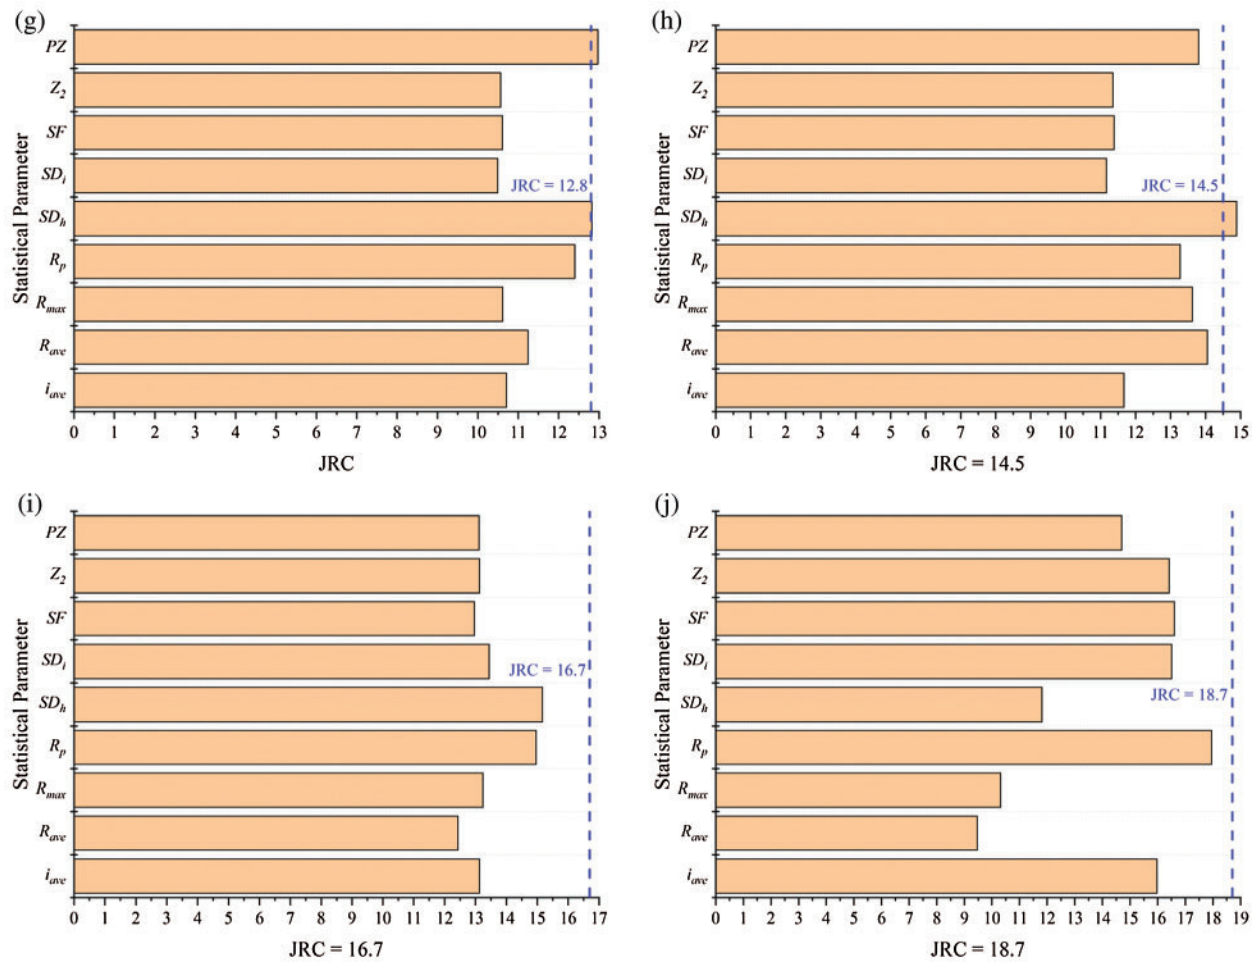 (g)
Statistical Parameter
PZ
Z2
SF
SDi
SDh
Rp
Rmax
Rave
iave
JRC = 12.8
0 1 2 3 4 5 6 7 8 9 10 11 12 13
JRC
(h)
Statistical Parameter
PZ
Z2
SF
SDi
SDh
Rp
Rmax
Rave
iave
JRC = 14.5
0 1 2 3 4 5 6 7 8 9 10 11 12 13 14 15
JRC = 14.5
(i)
Statistical Parameter
PZ
Z2
SF
SDi
SDh
Rp
Rmax
Rave
iave
JRC = 16.7
0 1 2 3 4 5 6 7 8 9 10 11 12 13 14 15 16 17
JRC = 16.7
(j)
Statistical Parameter
PZ
Z2
SF
SDi
SDh
Rp
Rmax
Rave
iave
JRC = 18.7
0 1 2 3 4 5 6 7 8 9 10 11 12 13 14 15 16 17 18 19
JRC = 18.7